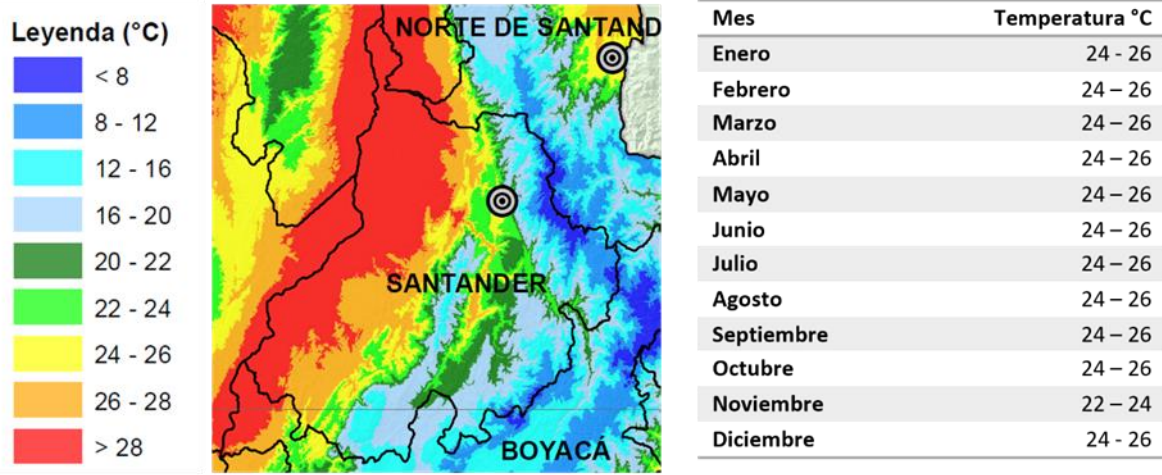 Leyenda (°C)
< 8
8 - 12
12 - 16
16 - 20
20 - 22
22 - 24
24 - 26
26 - 28
> 28
NORTE DE SANTAND
SANTANDER
BOYACÁ
Mes Temperatura °C
Enero 24 - 26
Febrero 24 – 26
Marzo 24 – 26
Abril 24 – 26
Mayo 24 – 26
Junio 24 – 26
Julio 24 – 26
Agosto 24 – 26
Septiembre 24 – 26
Octubre 24 – 26
Noviembre 22 – 24
Diciembre 24 - 26